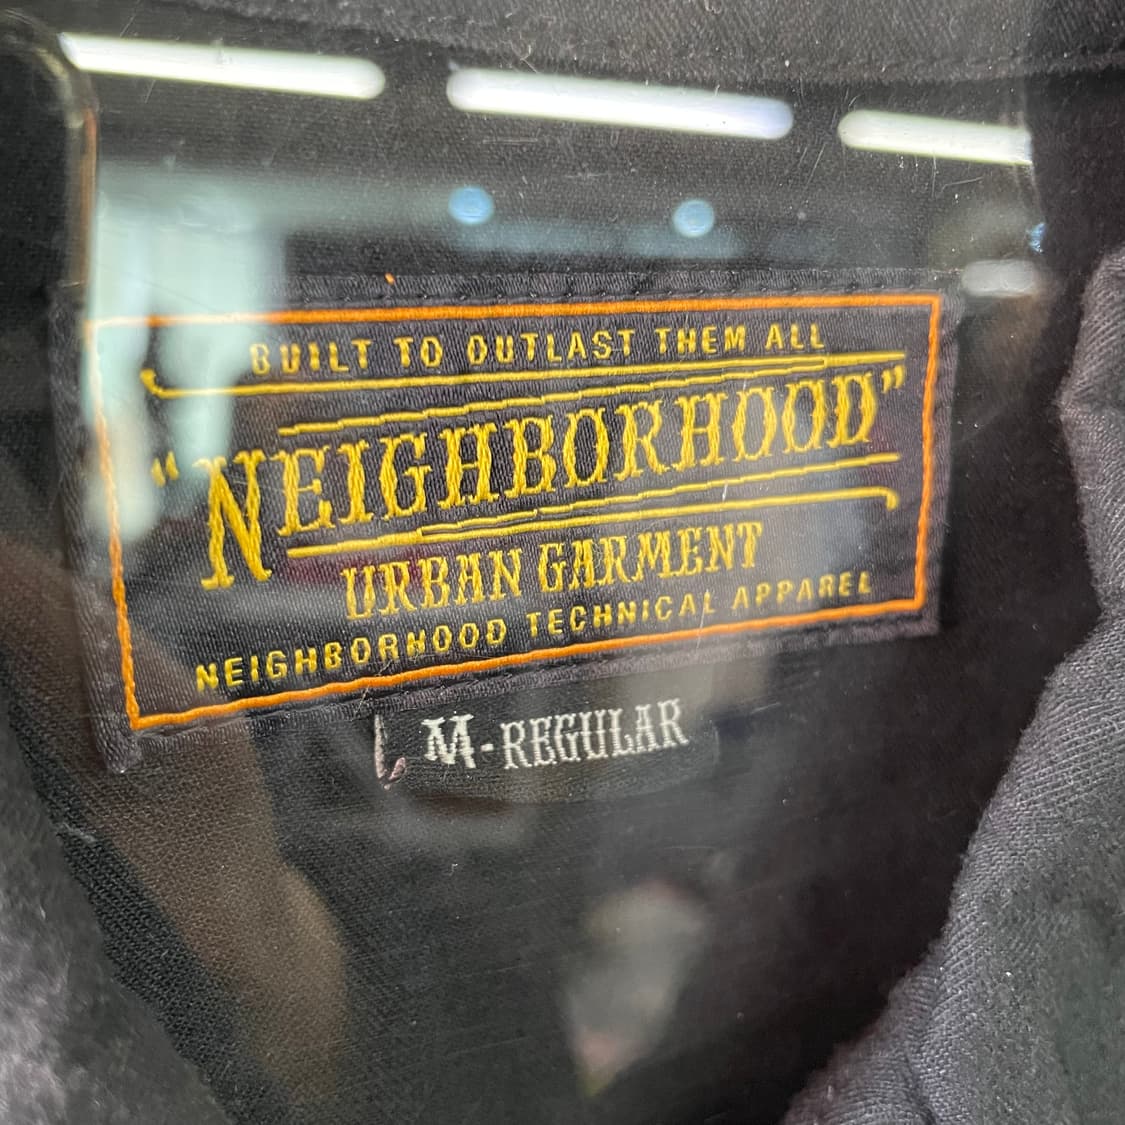 BUILT TO OUTLAST THEM ALL
"NEIGHBORHOOD"
URBAN GARMENT
NEIGHBORHOOD TECHNICAL APPAREL
M-REGULAR